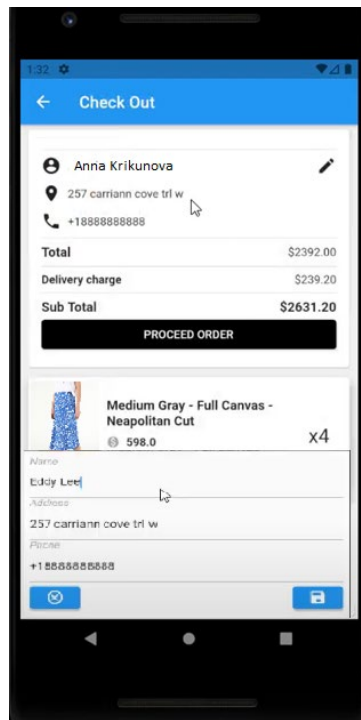 1:32
Check Out
Anna Krikunova
257 carriann cove trl w
+18888888888
Total $2392.00
Delivery charge $239.20
Sub Total $2631.20
PROCEED ORDER
Medium Gray - Full Canvas -
Neapolitan Cut
598.0 x4
Name
Eddy Lee
Address
257 carriann cove trl w
Phone
+18888888888